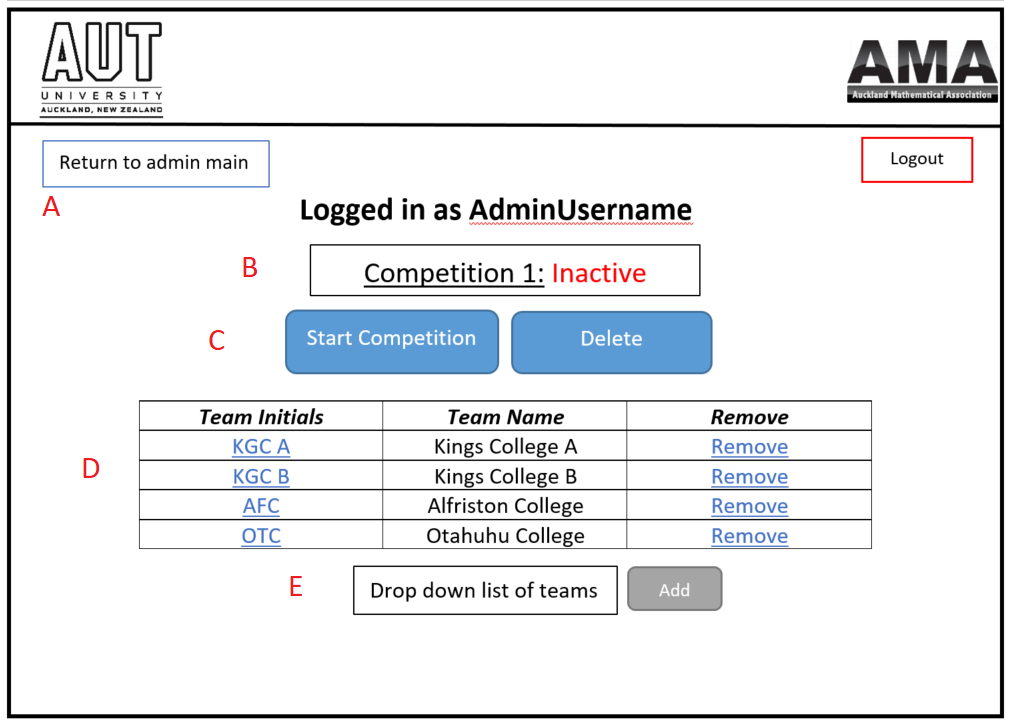 AUT
UNIVERSITY
AUCKLAND, NEW ZEALAND
AMA
Auckland Mathematical Association
Return to admin main
Logout
A
Logged in as AdminUsername
B
Competition 1: Inactive
C
Start Competition Delete
D
Team Initials Team Name Remove
KGC A Kings College A Remove
KGC B Kings College B Remove
AFC Alfriston College Remove
OTC Otahuhu College Remove
E
Drop down list of teams Add